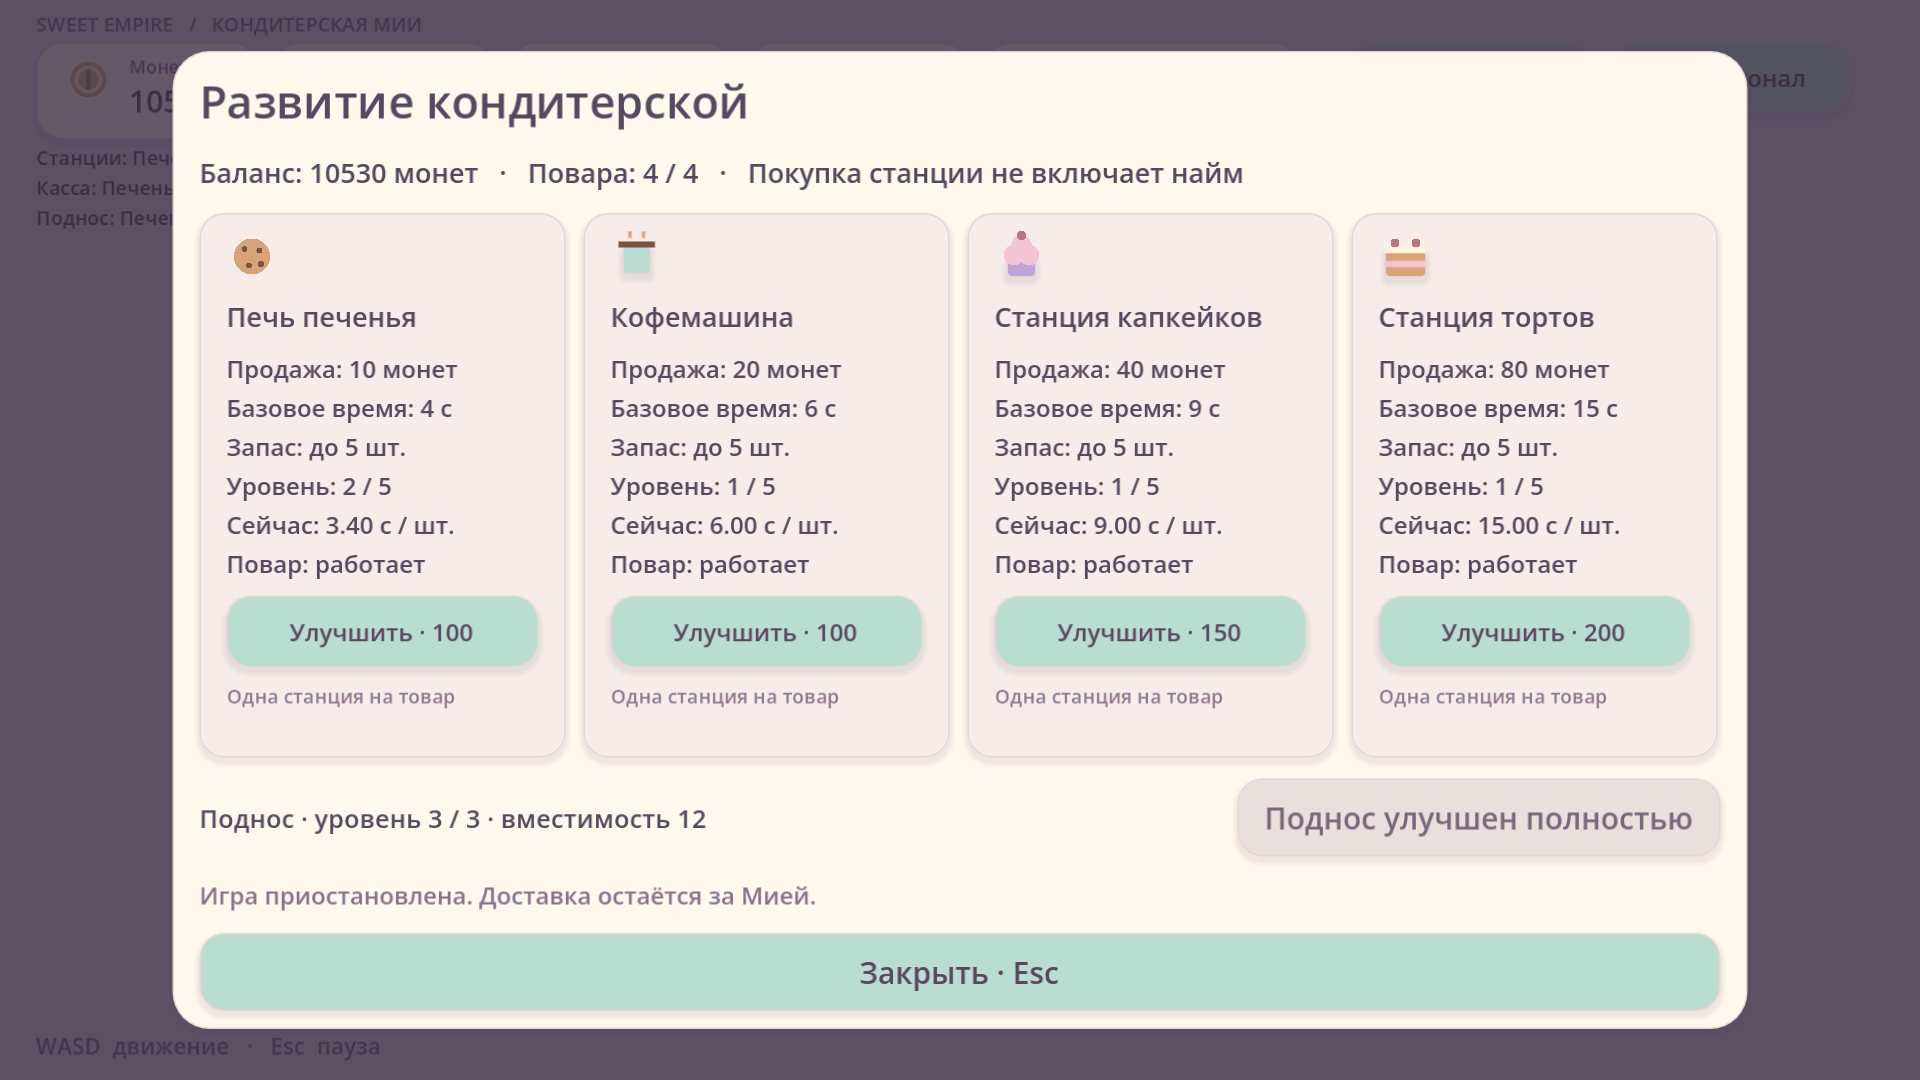 SWEET EMPIRE / КОНДИТЕРСКАЯ МИИ
Развитие кондитерской
Баланс: 10530 монет · Повара: 4 / 4 · Покупка станции не включает найм
Станции:
Касса:
Поднос:
Печь печенья
Продажа: 10 монет
Базовое время: 4 с
Запас: до 5 шт.
Уровень: 2 / 5
Сейчас: 3.40 с / шт.
Повар: работает
Улучшить · 100
Одна станция на товар
Кофемашина
Продажа: 20 монет
Базовое время: 6 с
Запас: до 5 шт.
Уровень: 1 / 5
Сейчас: 6.00 с / шт.
Повар: работает
Улучшить · 100
Одна станция на товар
Станция капкейков
Продажа: 40 монет
Базовое время: 9 с
Запас: до 5 шт.
Уровень: 1 / 5
Сейчас: 9.00 с / шт.
Повар: работает
Улучшить · 150
Одна станция на товар
Станция тортов
Продажа: 80 монет
Базовое время: 15 с
Запас: до 5 шт.
Уровень: 1 / 5
Сейчас: 15.00 с / шт.
Повар: работает
Улучшить · 200
Одна станция на товар
Поднос · уровень 3 / 3 · вместимость 12
Поднос улучшен полностью
Игра приостановлена. Доставка остаётся за Мией.
Закрыть · Esc
WASD движение · Esc пауза